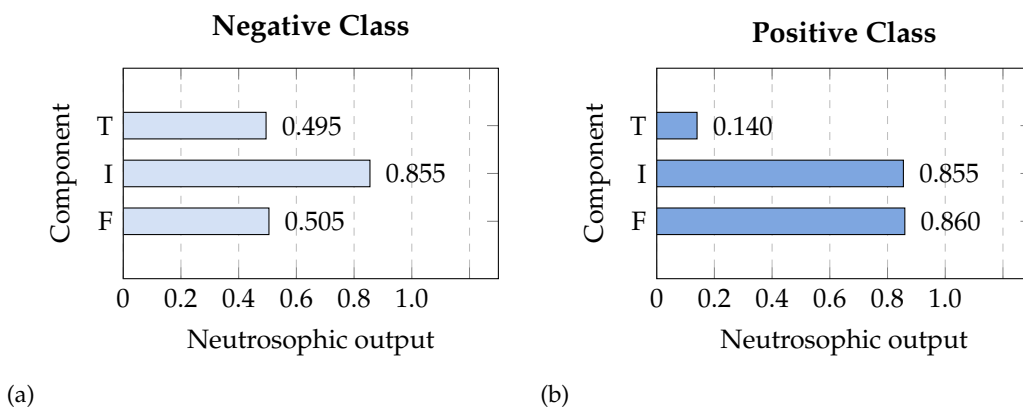 Negative Class
Component
T
0.495
I
0.855
F
0.505
0 0.2 0.4 0.6 0.8 1.0
Neutrosophic output
(a)
Positive Class
Component
T
0.140
I
0.855
F
0.860
0 0.2 0.4 0.6 0.8 1.0
Neutrosophic output
(b)